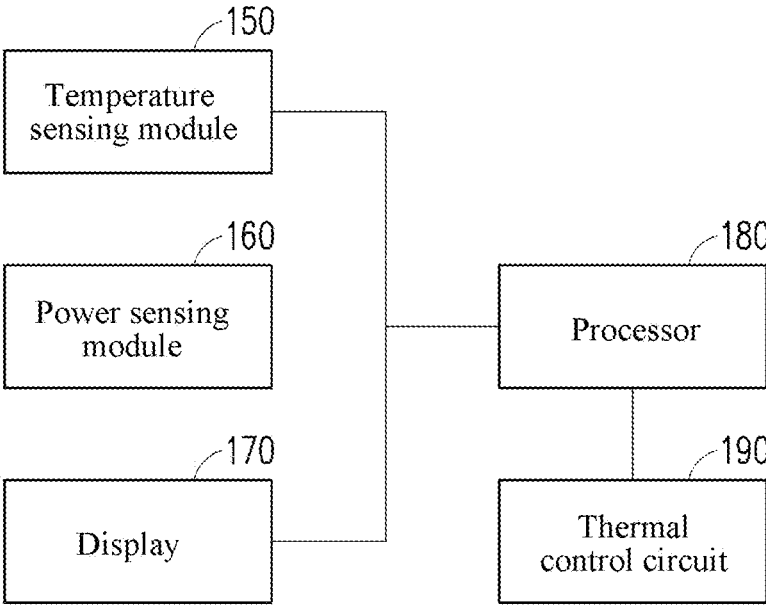 150
Temperature
sensing module
160
Power sensing
module
170
Display
180
Processor
190
Thermal
control circuit